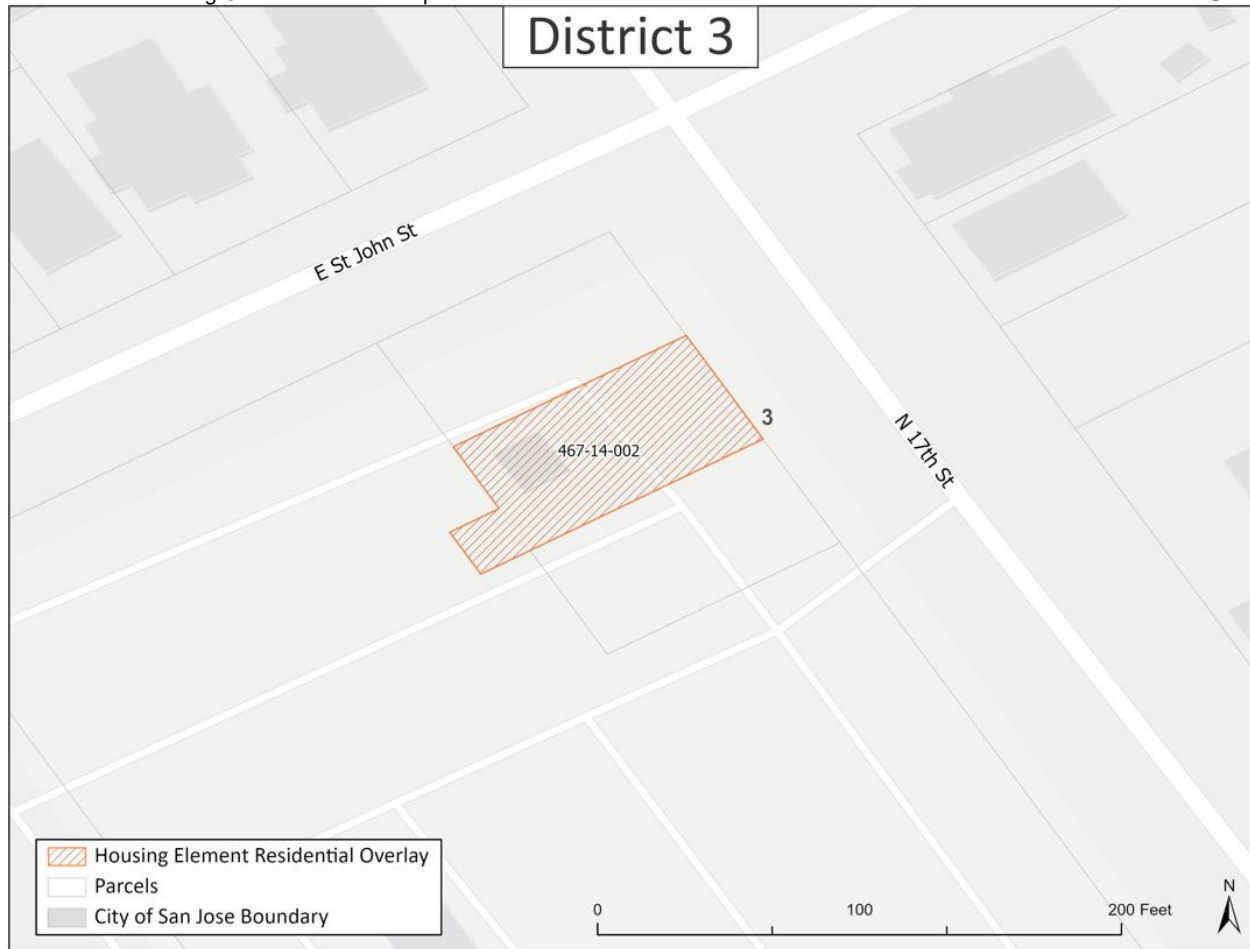 District 3
E St John St
3
467-14-002
N 17th St
Housing Element Residential Overlay
Parcels
City of San Jose Boundary
0 100 200 Feet
N